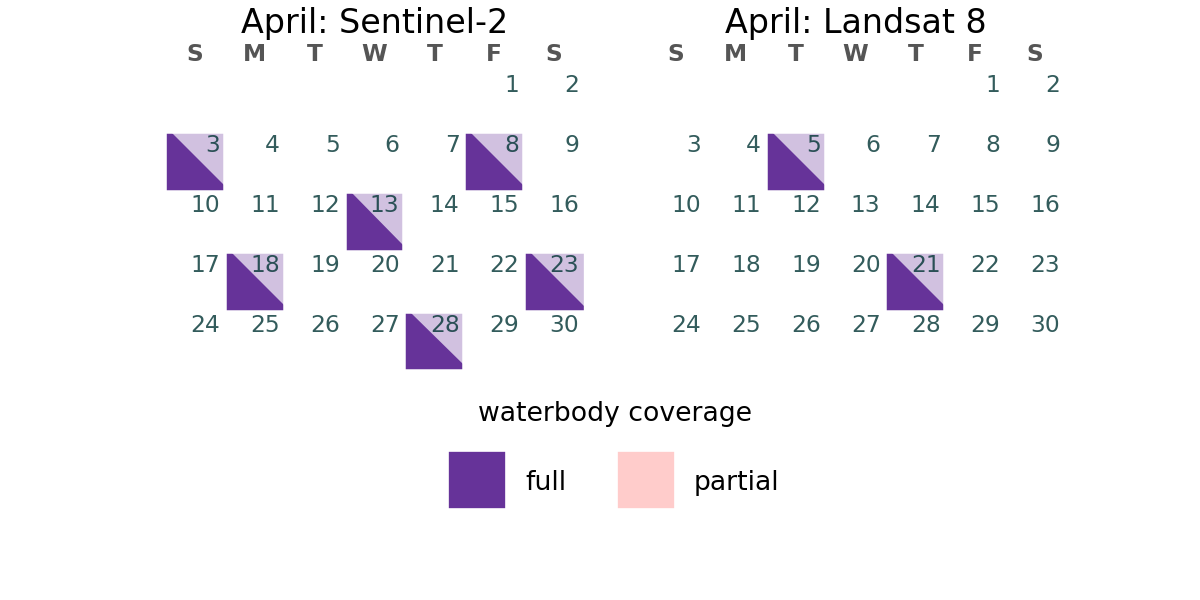 April: Sentinel-2
S M T W T F S
1 2
3 4 5 6 7 8 9
10 11 12 13 14 15 16
17 18 19 20 21 22 23
24 25 26 27 28 29 30
April: Landsat 8
S M T W T F S
1 2
3 4 5 6 7 8 9
10 11 12 13 14 15 16
17 18 19 20 21 22 23
24 25 26 27 28 29 30
waterbody coverage
full
partial